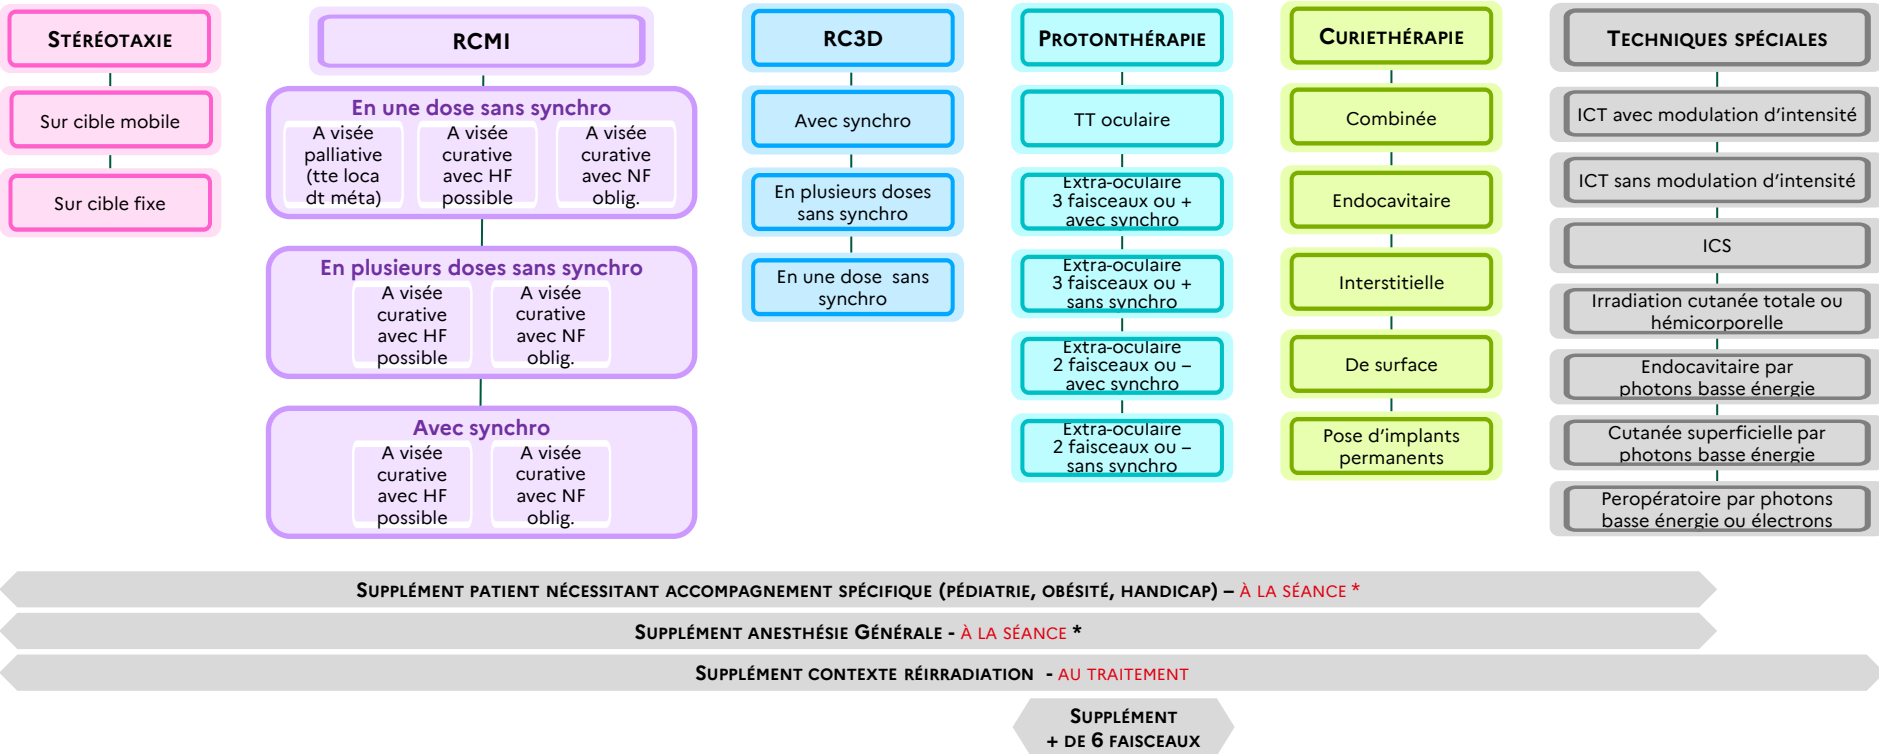 STÉRÉOTAXIE
Sur cible mobile
Sur cible fixe
RCMI
En une dose sans synchro
A visée
palliative
(tte loca
dt méta)
A visée
curative
avec HF
possible
A visée
curative
avec NF
oblig.
En plusieurs doses sans synchro
A visée
curative
avec HF
possible
A visée
curative
avec NF
oblig.
Avec synchro
A visée
curative
avec HF
possible
A visée
curative
avec NF
oblig.
RC3D
Avec synchro
En plusieurs doses
sans synchro
En une dose sans
synchro
PROTONTHÉRAPIE
TT oculaire
Extra-oculaire
3 faisceaux ou +
avec synchro
Extra-oculaire
3 faisceaux ou +
sans synchro
Extra-oculaire
2 faisceaux ou –
avec synchro
Extra-oculaire
2 faisceaux ou –
sans synchro
CURIETHÉRAPIE
Combinée
Endocavitaire
Interstitielle
De surface
Pose d'implants
permanents
TECHNIQUES SPÉCIALES
ICT avec modulation d'intensité
ICT sans modulation d'intensité
ICS
Irradiation cutanée totale ou
hémicorporelle
Endocavitaire par
photons basse énergie
Cutanée superficielle par
photons basse énergie
Peropératoire par photons
basse énergie ou électrons
SUPPLÉMENT PATIENT NÉCESSITANT ACCOMPAGNEMENT SPÉCIFIQUE (PÉDIATRIE, OBÉSITÉ, HANDICAP) – À LA SÉANCE *
SUPPLÉMENT ANESTHÉSIE GÉNÉRALE - À LA SÉANCE *
SUPPLÉMENT CONTEXTE RÉIRRADIATION - AU TRAITEMENT
SUPPLÉMENT
+ DE 6 FAISCEAUX